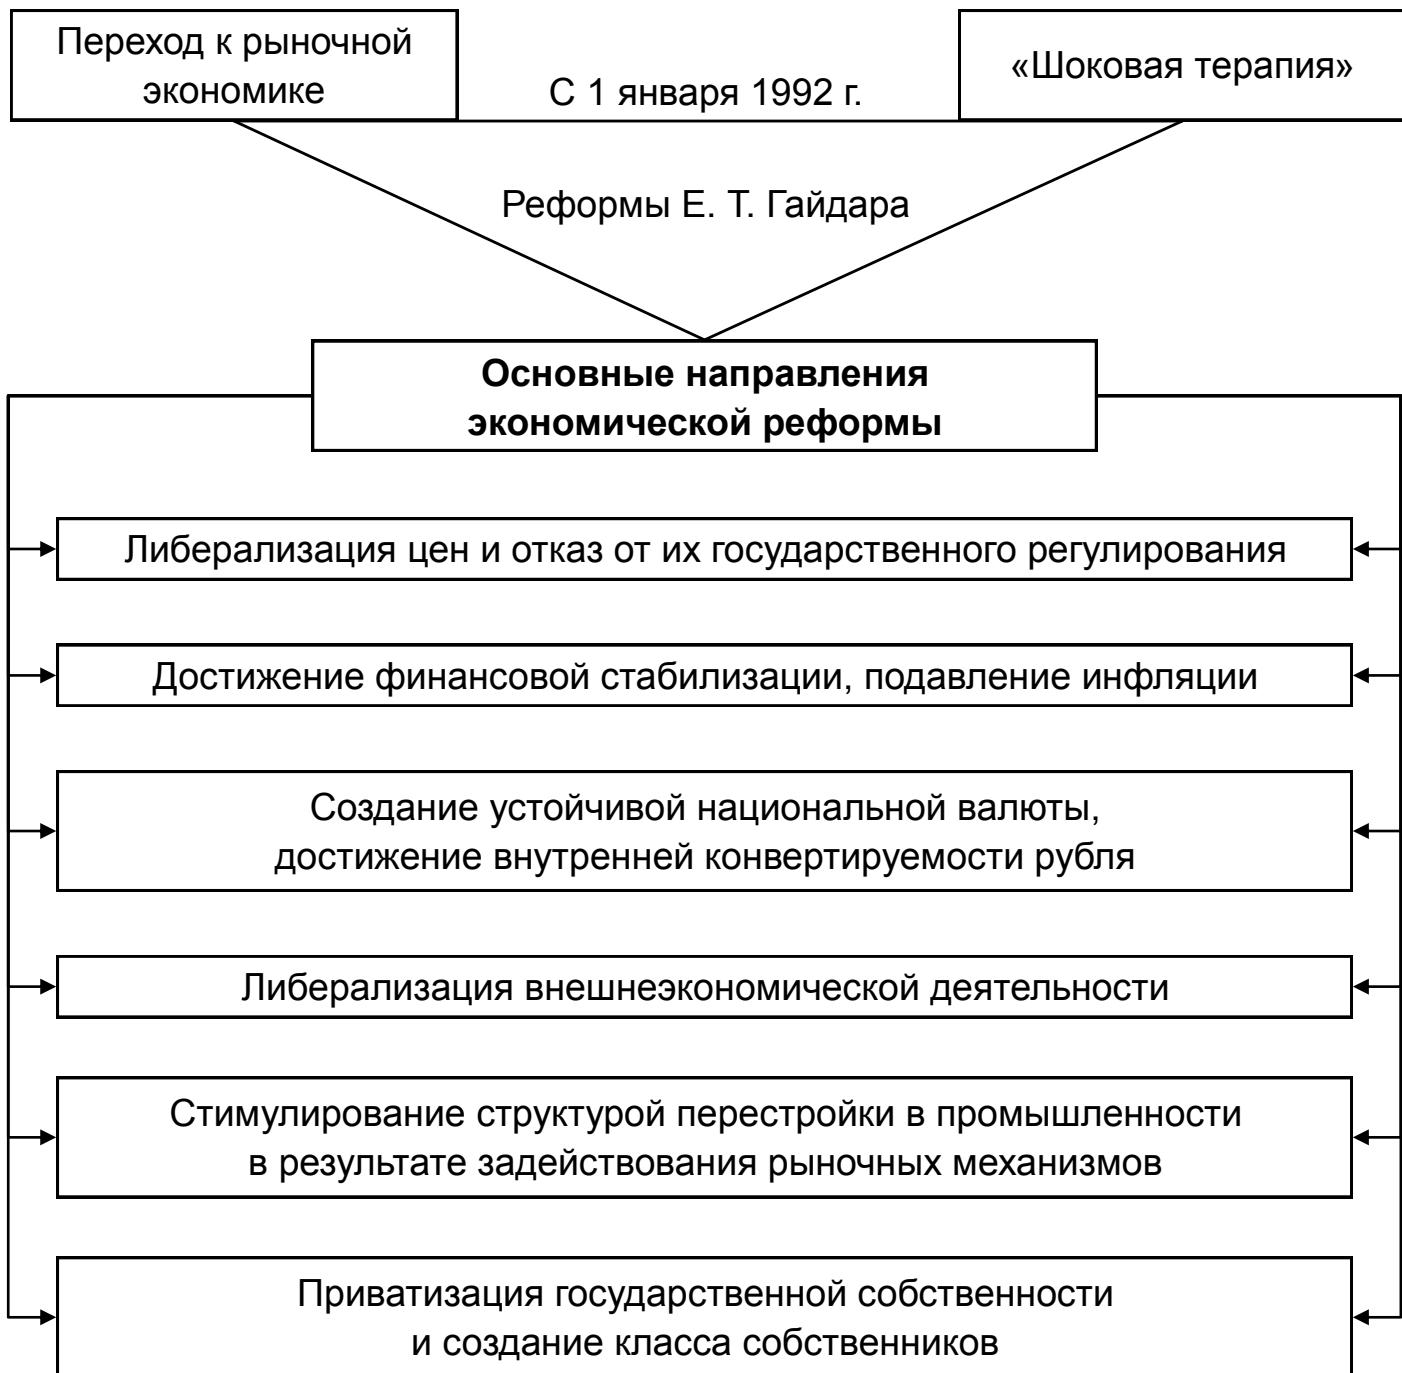 Переход к рыночной
экономике
С 1 января 1992 г.
«Шоковая терапия»
Реформы Е. Т. Гайдара
Основные направления
экономической реформы
Либерализация цен и отказ от их государственного регулирования
Достижение финансовой стабилизации, подавление инфляции
Создание устойчивой национальной валюты,
достижение внутренней конвертируемости рубля
Либерализация внешнеэкономической деятельности
Стимулирование структурой перестройки в промышленности
в результате задействования рыночных механизмов
Приватизация государственной собственности
и создание класса собственников